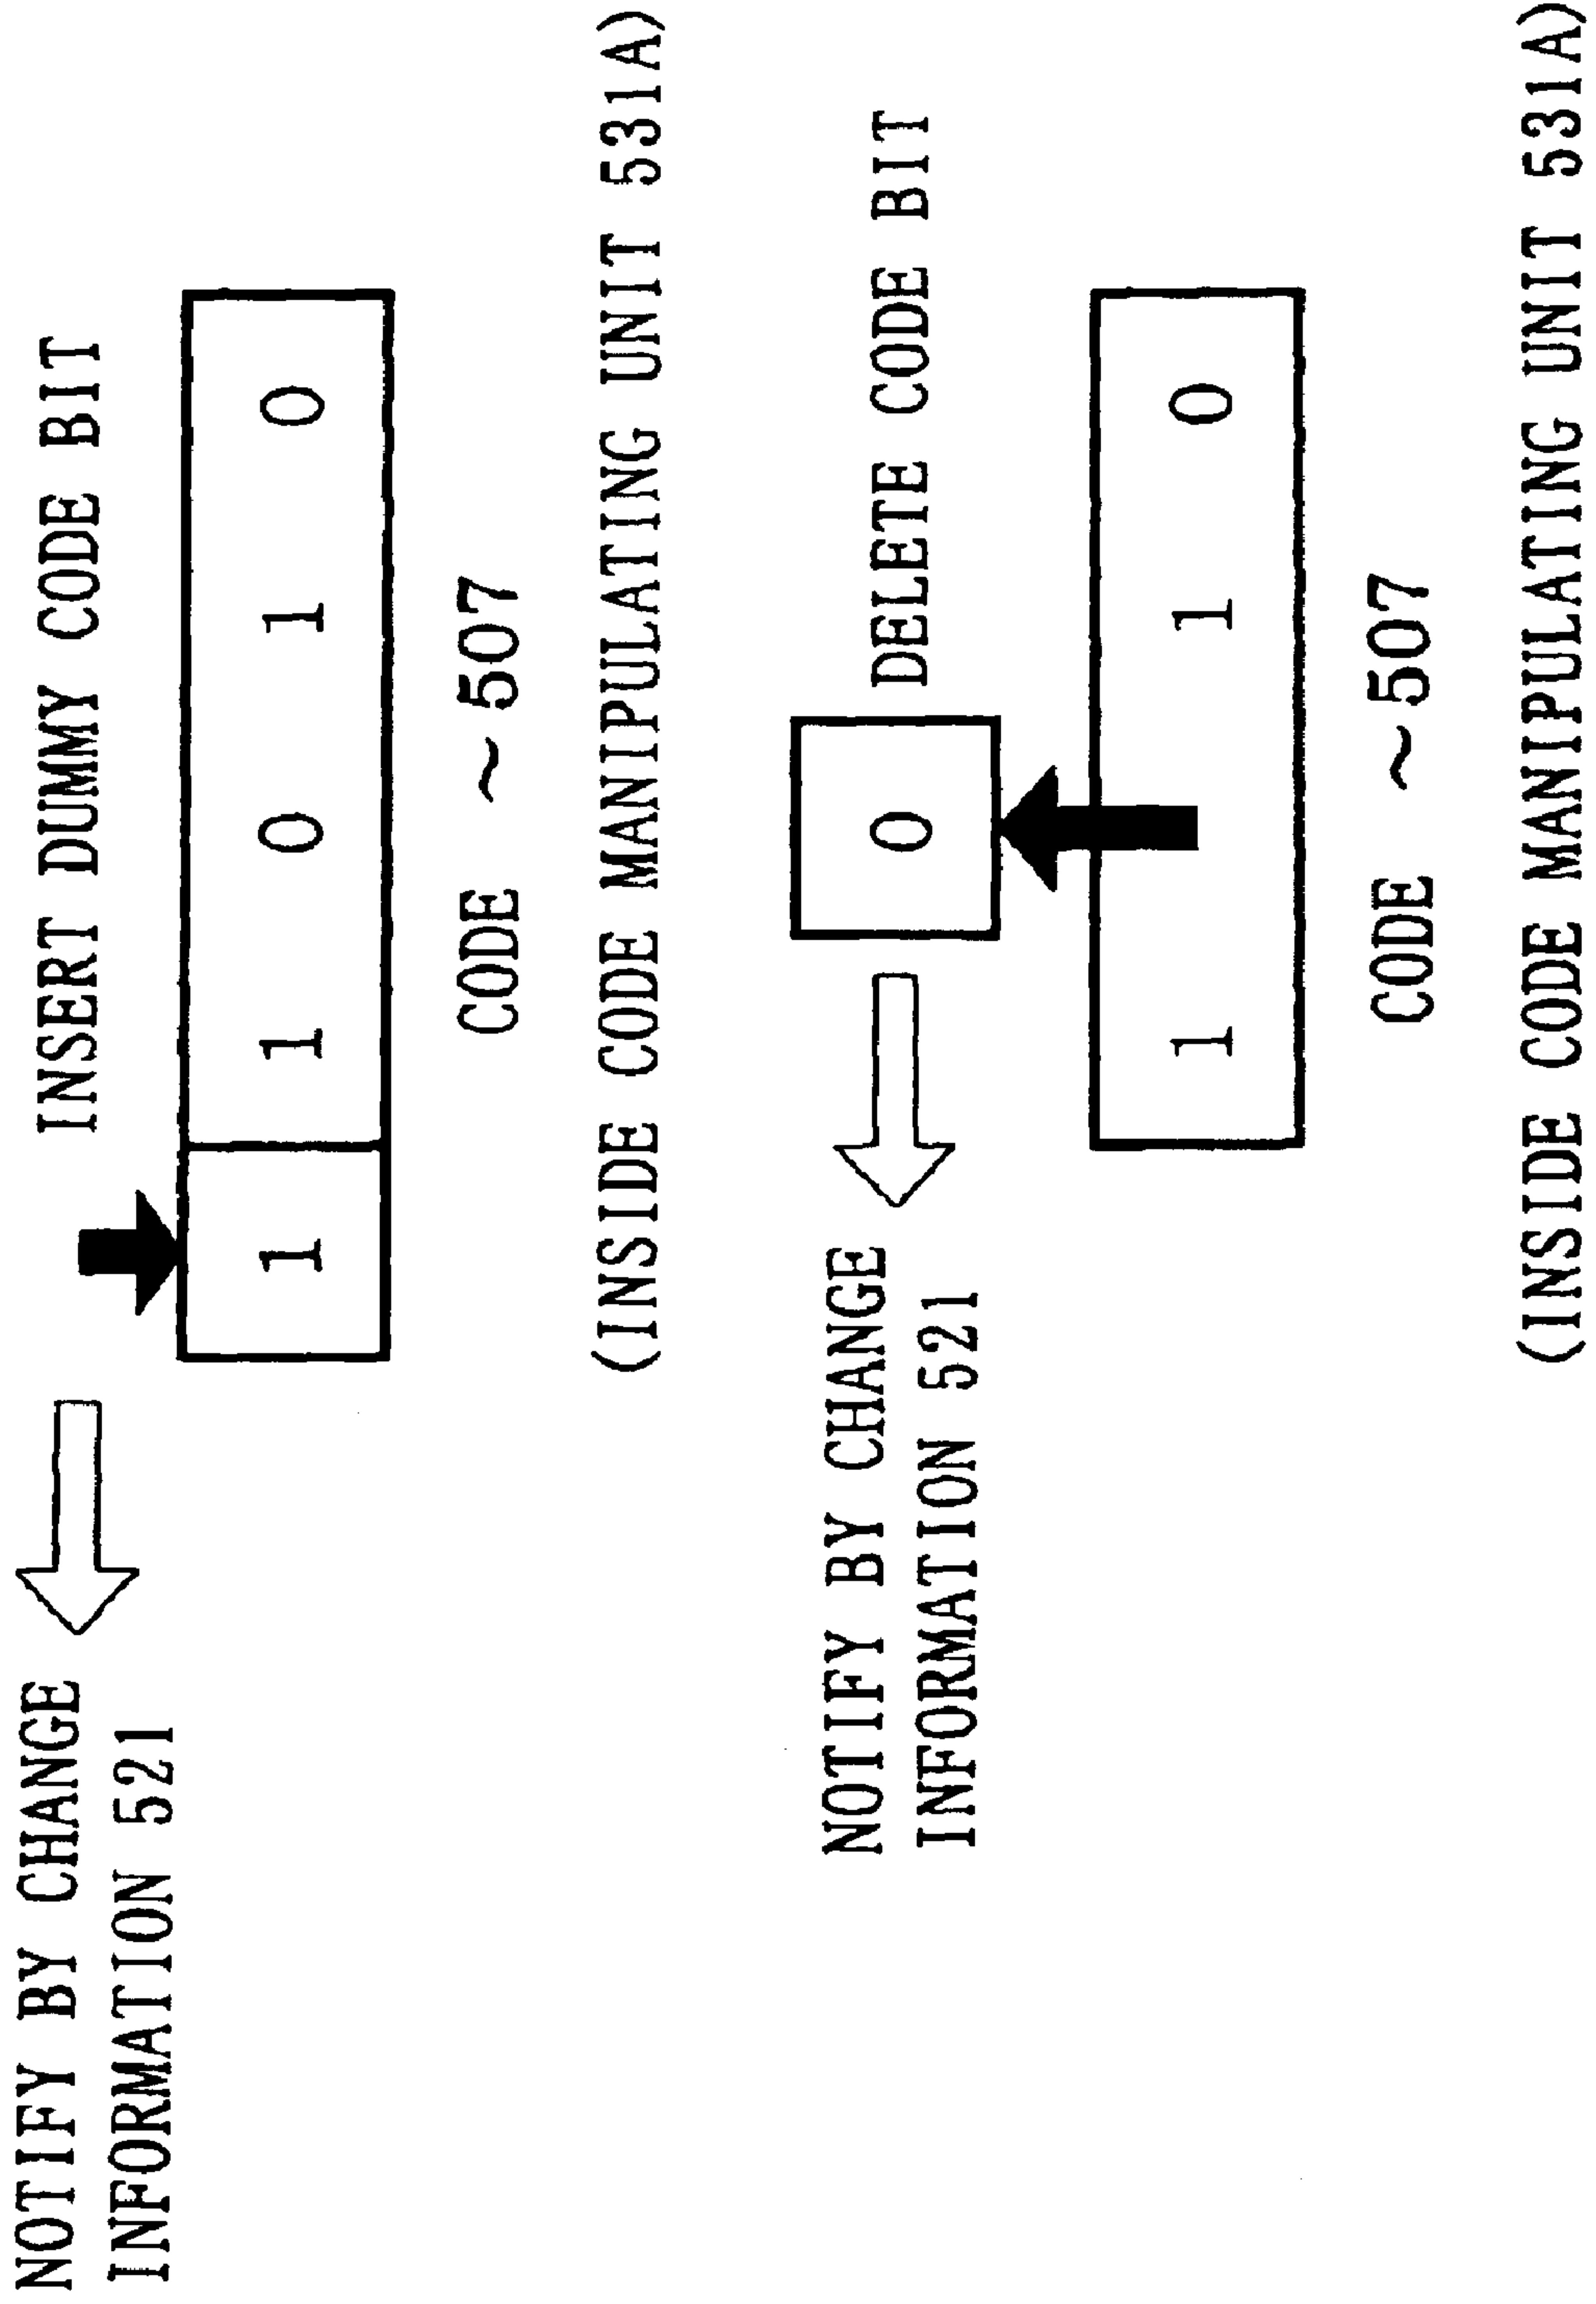 NOTIFY BY CHANGE
INFORMATION 521
INSERT DUMMY CODE BIT
1 1 0 1 0
CODE ~507
(INSIDE CODE MANIPULATING UNIT 531A)
NOTIFY BY CHANGE
INFORMATION 521
0 DELETE CODE BIT
1 1 0
CODE ~507
(INSIDE CODE MANIPULATING UNIT 531A)